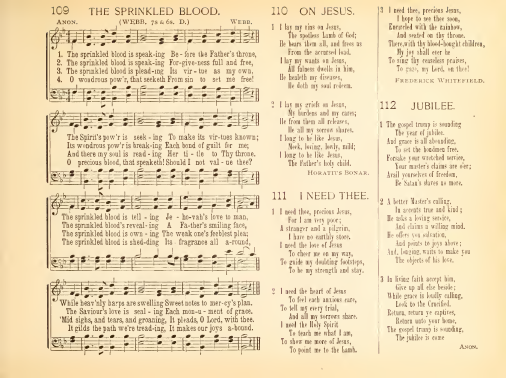 109 THE SPRINKLED BLOOD.
ANON. (WEBB. 7s & 6s. D.) WEBB.
1. The sprinkled blood is speak-ing Be-fore the Father's throne,
2. The sprinkled blood is speak-ing For-give-ness full and free,
3. The sprinkled blood is plead-ing Its vir-tue as my own,
4. O wondrous pow'r, that seeketh From sin to set me free!
The Spirit's pow'r is seek-ing To make its vir-tues known;
Its wondrous pow'r is break-ing Each bond of guilt for me;
And there my soul is read-ing Her ti-tle to Thy throne.
O precious blood, that speaketh! Should I not val-ue thee?
The sprinkled blood is tell-ing Je-ho-vah's love to man,
The sprinkled blood's reveal-ing A Fa-ther's smiling face,
The sprinkled blood is own-ing The weak one's feeblest plea;
The sprinkled blood is shed-ding Its fragrance all a-round,
While heav'nly harps are swelling Sweet notes to mer-cy's plan.
The Saviour's love is seal-ing Each mon-u-ment of grace.
'Mid sighs, and tears, and groaning, It pleads, O Lord, with thee.
It gilds the path we're tread-ing, It makes our joys a-bound.
110 ON JESUS.
1 I lay my sins on Jesus,
The spotless Lamb of God;
He bears them all, and frees us
From the accursed load.
I lay my wants on Jesus,
All fulness dwells in him,
He healeth my diseases,
He doth my soul redeem.
2 I lay my griefs on Jesus,
My burdens and my cares;
He from them all releases,
He all my sorrow shares.
I long to be like Jesus,
Meek, loving, lowly, mild;
I long to be like Jesus,
The Father's holy child.
HORATIUS BONAR.
111 I NEED THEE.
1 I need thee, precious Jesus,
For I am very poor;
A stranger and a pilgrim,
I have no earthly store.
I need the love of Jesus
To cheer me on my way,
To guide my doubting footsteps,
To be my strength and stay.
2 I need the heart of Jesus
To feel each anxious care,
To tell my every trial,
And all my sorrows share.
I need the Holy Spirit
To teach me what I am,
To show me more of Jesus,
To point me to the Lamb.
3 I need thee, precious Jesus,
I hope to see thee soon,
Encircled with the rainbow,
And seated on thy throne.
There, with thy blood-bought children,
My joy shall ever be
To sing thy ceaseless praises,
To gaze, my Lord, on thee!
FREDERICK WHITEFIELD.
112 JUBILEE.
1 The gospel trump is sounding
The year of jubilee.
And grace is all abounding,
To set the bondmen free.
Forsake your wretched service,
Your master's claims are o'er;
Avail yourselves of freedom,
Be Satan's slaves no more.
2 A better Master's calling,
In accents true and kind;
He asks a loving service,
And claims a willing mind.
He offers you salvation,
And points to joys above;
And, longing, waits to make you
The objects of his love.
3 In living faith accept him,
Give up all else beside;
While grace is loudly calling,
Look to the Crucified.
Return, return ye captives,
Return unto your home,
The gospel trump is sounding,
The jubilee is come
ANON.